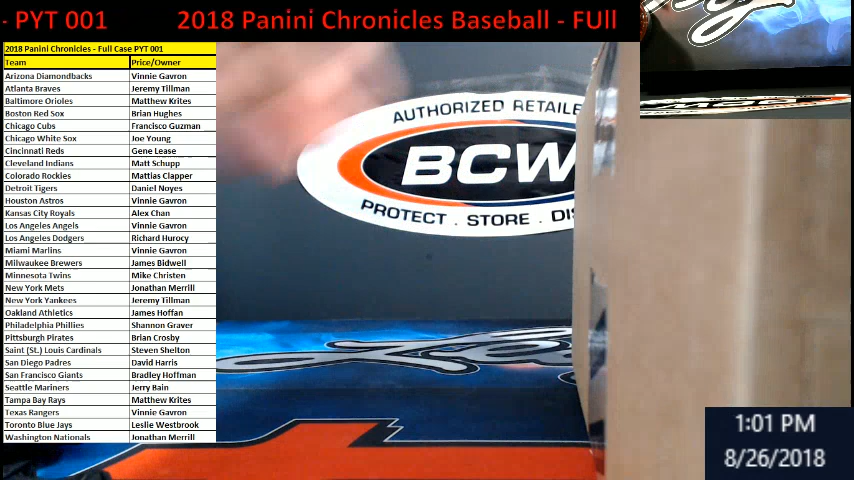 - PYT 001 2018 Panini Chronicles Baseball - FUll
2018 Panini Chronicles - Full Case PYT 001
Team Price/Owner
Arizona Diamondbacks Vinnie Gavron
Atlanta Braves Jeremy Tillman
Baltimore Orioles Matthew Krites
Boston Red Sox Brian Hughes
Chicago Cubs Francisco Guzman
Chicago White Sox Joe Young
Cincinnati Reds Gene Lease
Cleveland Indians Matt Schupp
Colorado Rockies Mattias Clapper
Detroit Tigers Daniel Noyes
Houston Astros Vinnie Gavron
Kansas City Royals Alex Chan
Los Angeles Angels Vinnie Gavron
Los Angeles Dodgers Richard Hurocy
Miami Marlins Vinnie Gavron
Milwaukee Brewers James Bidwell
Minnesota Twins Mike Christen
New York Mets Jonathan Merrill
New York Yankees Jeremy Tillman
Oakland Athletics James Hoffan
Philadelphia Phillies Shannon Graver
Pittsburgh Pirates Brian Crosby
Saint (St.) Louis Cardinals Steven Shelton
San Diego Padres David Harris
San Francisco Giants Bradley Hoffman
Seattle Mariners Jerry Bain
Tampa Bay Rays Matthew Krites
Texas Rangers Vinnie Gavron
Toronto Blue Jays Leslie Westbrook
Washington Nationals Jonathan Merrill
AUTHORIZED RETAILE
BCW
PROTECT . STORE . DI
1:01 PM
8/26/2018